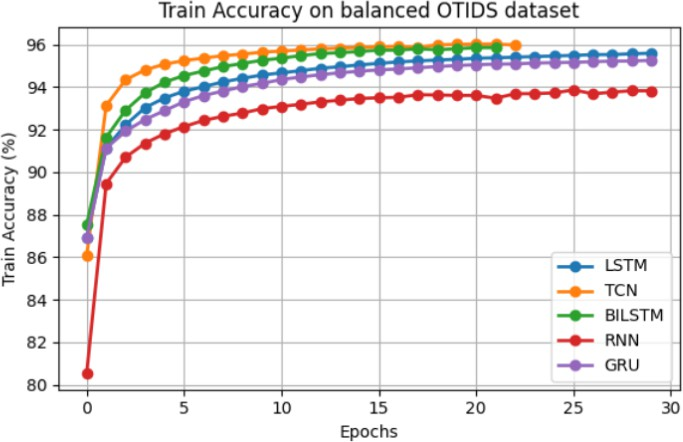 Train Accuracy on balanced OTIDS dataset
Train Accuracy (%)
96
94
92
90
88
86
84
82
80
LSTM
TCN
BILSTM
RNN
GRU
0 5 10 15 20 25 30
Epochs